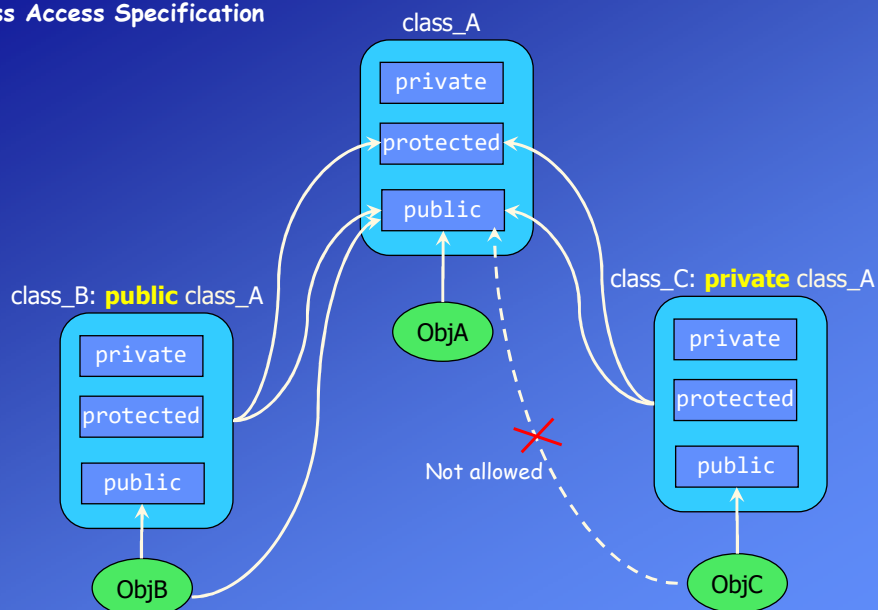 ss Access Specification
class_A
private
protected
public
class_B: public class_A
private
protected
public
ObjA
class_C: private class_A
private
protected
public
Not allowed
ObjB
ObjC